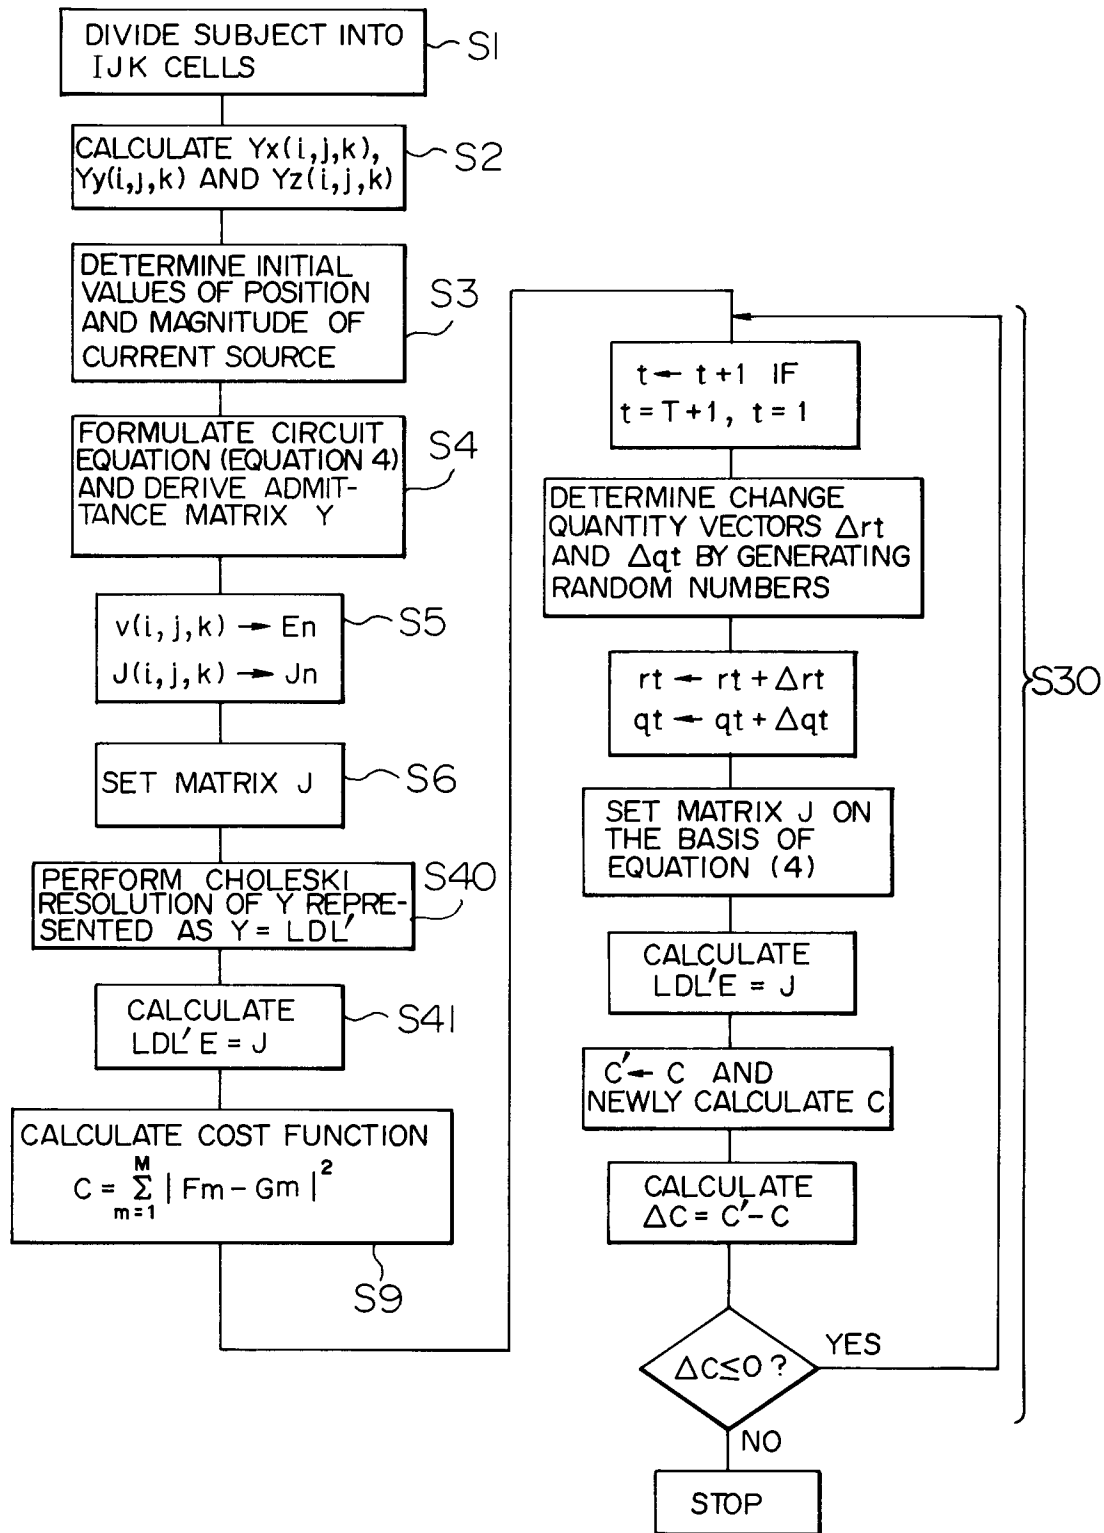 DIVIDE SUBJECT INTO
IJK CELLS
S1
CALCULATE Yx(i,j,k),
Yy(i,j,k) AND Yz(i,j,k)
S2
DETERMINE INITIAL
VALUES OF POSITION
AND MAGNITUDE OF
CURRENT SOURCE
S3
FORMULATE CIRCUIT
EQUATION (EQUATION 4)
AND DERIVE ADMIT-
TANCE MATRIX Y
S4
v(i,j,k) → En
J(i,j,k) → Jn
S5
SET MATRIX J
S6
PERFORM CHOLESKI
RESOLUTION OF Y REPRE-
SENTED AS Y = LDL'
S40
CALCULATE
LDL'E = J
S41
CALCULATE COST FUNCTION
C = M∑m=1 | Fm - Gm |²
S9
t ← t+1 IF
t = T+1, t = 1
DETERMINE CHANGE
QUANTITY VECTORS Δrt
AND Δqt BY GENERATING
RANDOM NUMBERS
rt ← rt + Δrt
qt ← qt + Δqt
SET MATRIX J ON
THE BASIS OF
EQUATION (4)
CALCULATE
LDL'E = J
C' ← C AND
NEWLY CALCULATE C
CALCULATE
ΔC = C' - C
ΔC ≤ 0 ?
YES
NO
STOP
S30